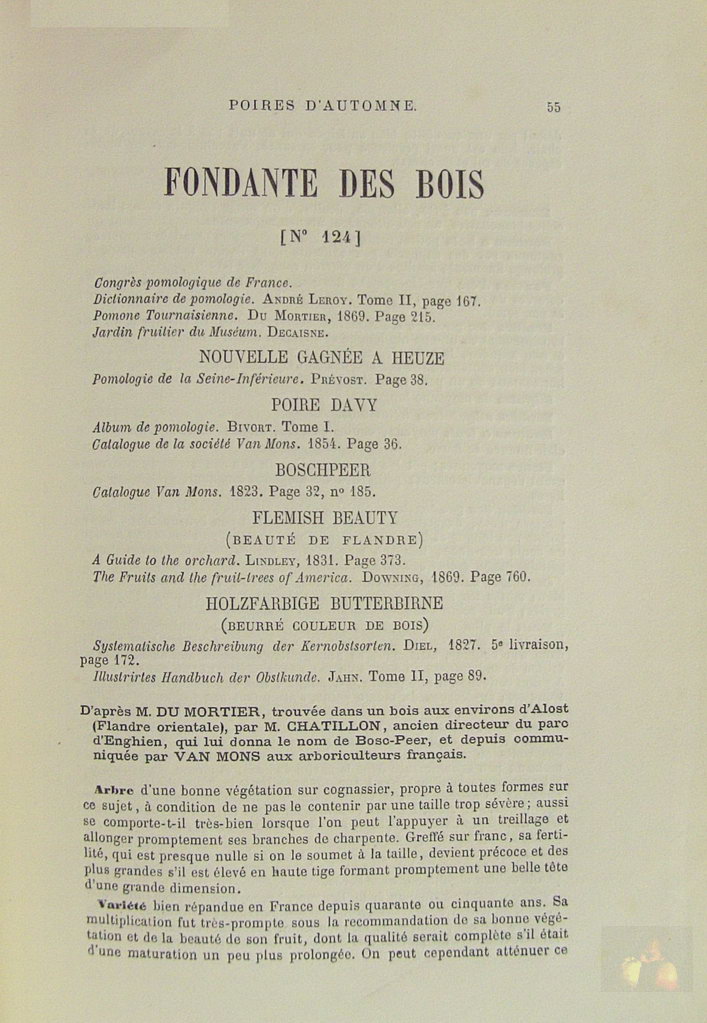 POIRES D'AUTOMNE. 55
FONDANTE DES BOIS
[N° 124]
Congrès pomologique de France.
Dictionnaire de pomologie. ANDRÉ LEROY. Tome II, page 167.
Pomone Tournaisienne. DU MORTIER, 1869. Page 215.
Jardin fruitier du Muséum. DECAISNE.
NOUVELLE GAGNÉE A HEUZE
Pomologie de la Seine-Inférieure. PRÉVOST. Page 38.
POIRE DAVY
Album de pomologie. BIVORT. Tome I.
Catalogue de la société Van Mons. 1854. Page 36.
BOSCHPEER
Catalogue Van Mons. 1823. Page 32, n° 185.
FLEMISH BEAUTY
(BEAUTÉ DE FLANDRE)
A Guide to the orchard. LINDLEY, 1831. Page 373.
The Fruits and the fruit-trees of America. DOWNING, 1869. Page 760.
HOLZFARBIGE BUTTERBIRNE
(BEURRÉ COULEUR DE BOIS)
Systematische Beschreibung der Kernobstsorten. DIEL, 1827. 5e livraison,
page 172.
Illustrirtes Handbuch der Obstkunde. JAHN. Tome II, page 89.
D'après M. DU MORTIER, trouvée dans un bois aux environs d'Alost
(Flandre orientale), par M. CHATILLON, ancien directeur du parc
d'Enghien, qui lui donna le nom de Bosc-Peer, et depuis commu-
niquée par VAN MONS aux arboriculteurs français.
Arbre d'une bonne végétation sur cognassier, propre à toutes formes sur
ce sujet, à condition de ne pas le contenir par une taille trop sévère; aussi
se comporte-t-il très-bien lorsque l'on peut l'appuyer à un treillage et
allonger promptement ses branches de charpente. Greffé sur franc, sa ferti-
lité, qui est presque nulle si on le soumet à la taille, devient précoce et des
plus grandes s'il est élevé en haute tige formant promptement une belle tête
d'une grande dimension.
Variété bien répandue en France depuis quarante ou cinquante ans. Sa
multiplication fut très-prompte sous la recommandation de sa bonne végé-
tation et de la beauté de son fruit, dont la qualité serait complète s'il était
d'une maturation un peu plus prolongée. On peut cependant atténuer ce